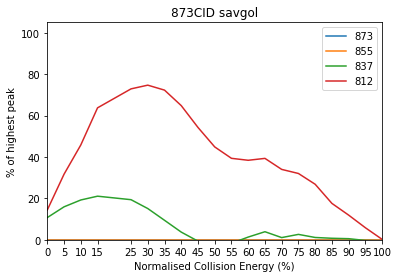 873CID savgol
% of highest peak
100
80
60
40
20
0
873
855
837
812
0 5 10 15 25 30 35 40 45 50 55 60 65 70 75 80 85 90 95 100
Normalised Collision Energy (%)